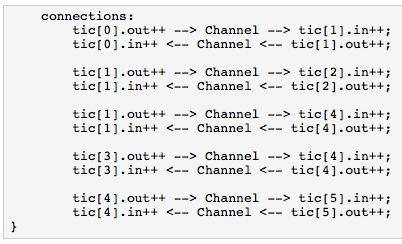 connections:
tic[0].out++ --> Channel --> tic[1].in++;
tic[0].in++ <-- Channel <-- tic[1].out++;
tic[1].out++ --> Channel --> tic[2].in++;
tic[1].in++ <-- Channel <-- tic[2].out++;
tic[1].out++ --> Channel --> tic[4].in++;
tic[1].in++ <-- Channel <-- tic[4].out++;
tic[3].out++ --> Channel --> tic[4].in++;
tic[3].in++ <-- Channel <-- tic[4].out++;
tic[4].out++ --> Channel --> tic[5].in++;
tic[4].in++ <-- Channel <-- tic[5].out++;
}